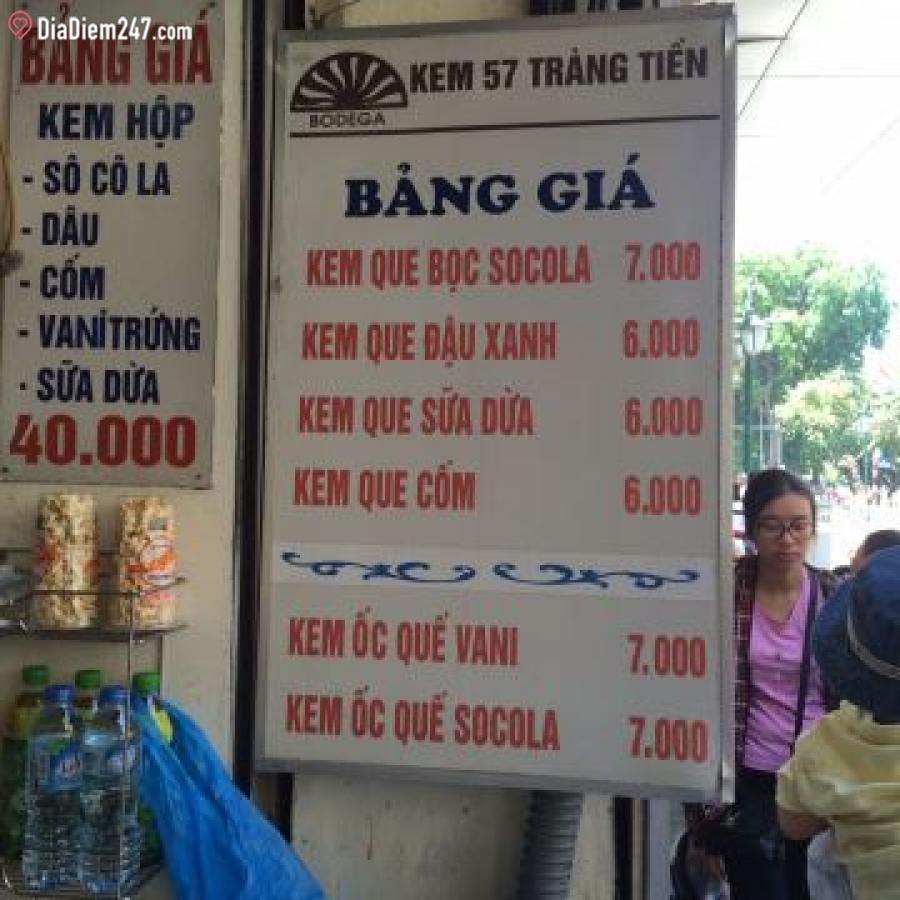 DiaDiem247.com
BẢNG GIÁ
KEM HỘP
- SÔ CÔ LA
- DÂU
- CỐM
- VANI TRỨNG
- SỮA DỪA
40.000
KEM 57 TRÀNG TIỀN
BODEGA
BẢNG GIÁ
KEM QUE BỌC SOCOLA 7.000
KEM QUE ĐẬU XANH 6.000
KEM QUE SỮA DỪA 6.000
KEM QUE CỐM 6.000
KEM ỐC QUẾ VANI 7.000
KEM ỐC QUẾ SOCOLA 7.000